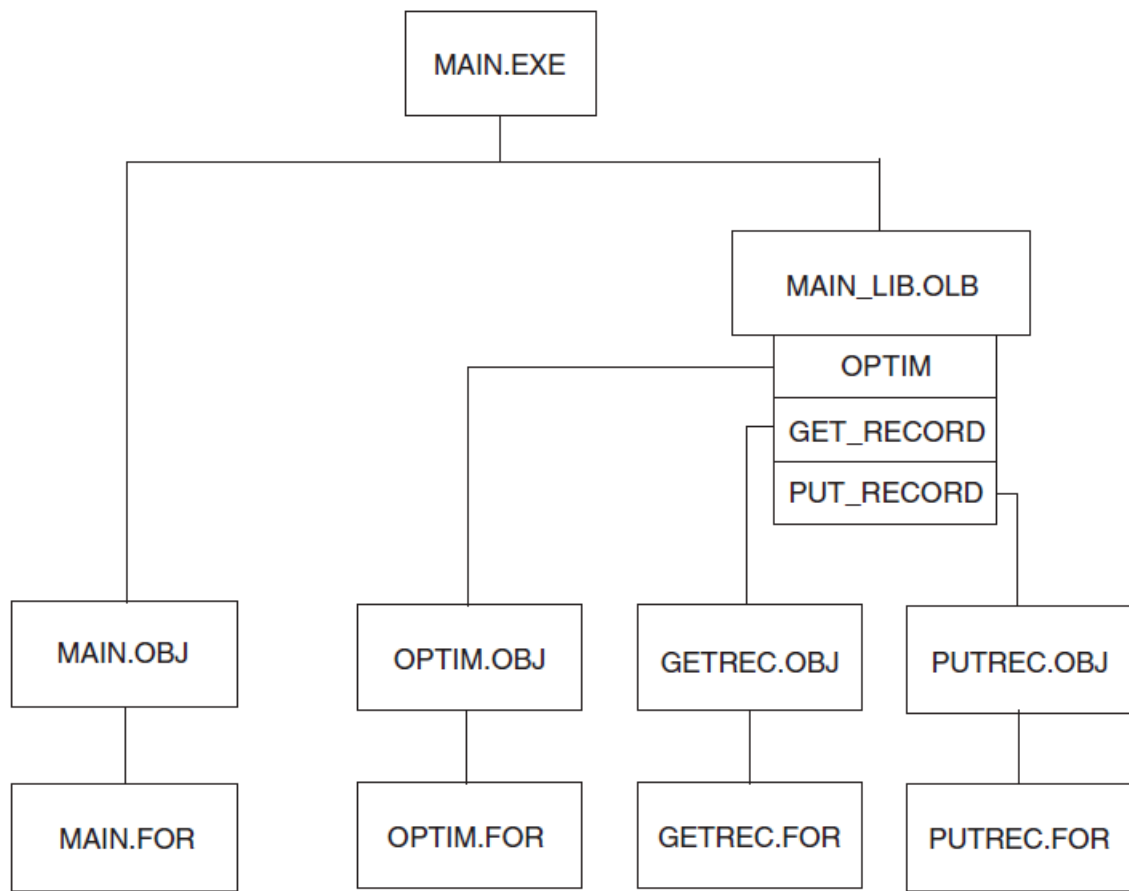 MAIN.EXE
MAIN_LIB.OLB
OPTIM
GET_RECORD
PUT_RECORD
MAIN.OBJ
OPTIM.OBJ
GETREC.OBJ
PUTREC.OBJ
MAIN.FOR
OPTIM.FOR
GETREC.FOR
PUTREC.FOR